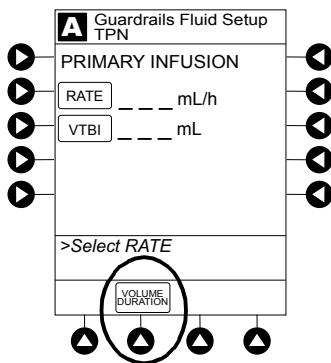 A Guardrails Fluid Setup
TPN
PRIMARY INFUSION
RATE _ _ _ mL/h
VTBI _ _ _ mL
>Select RATE
VOLUME
DURATION